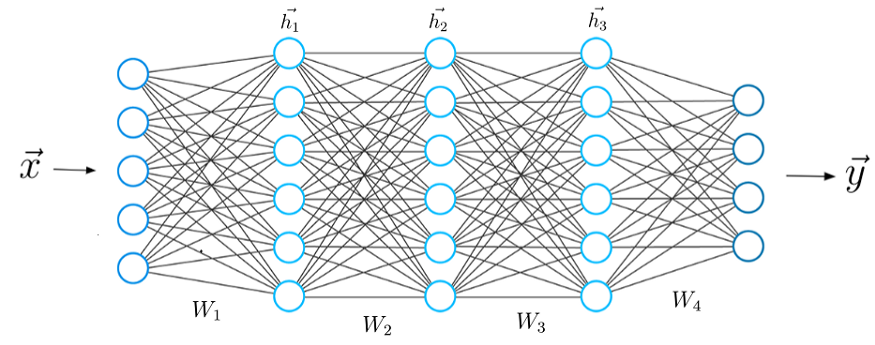 h⃗₁ h⃗₂ h⃗₃
x⃗ → → y⃗
W₁ W₂ W₃ W₄